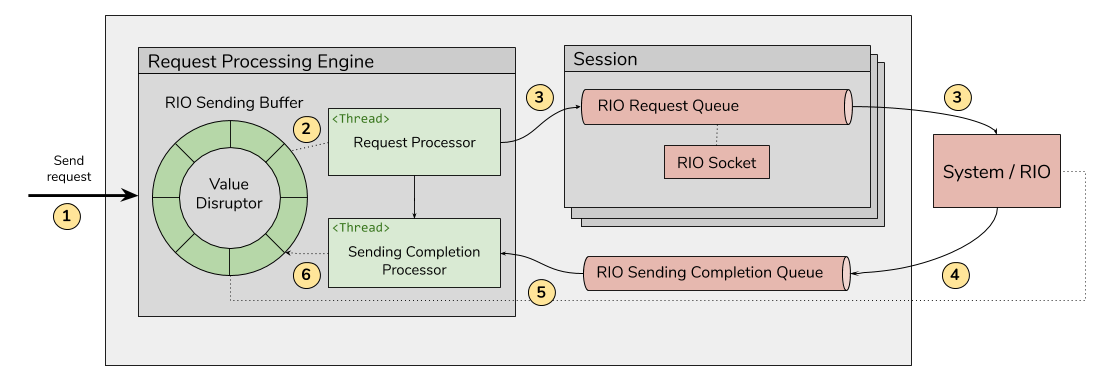 Request Processing Engine
Session
RIO Sending Buffer
Send
request
1
Value
Disruptor
2
<Thread>
Request Processor
3
RIO Request Queue
RIO Socket
3
System / RIO
<Thread>
Sending Completion
Processor
6
5
RIO Sending Completion Queue
4